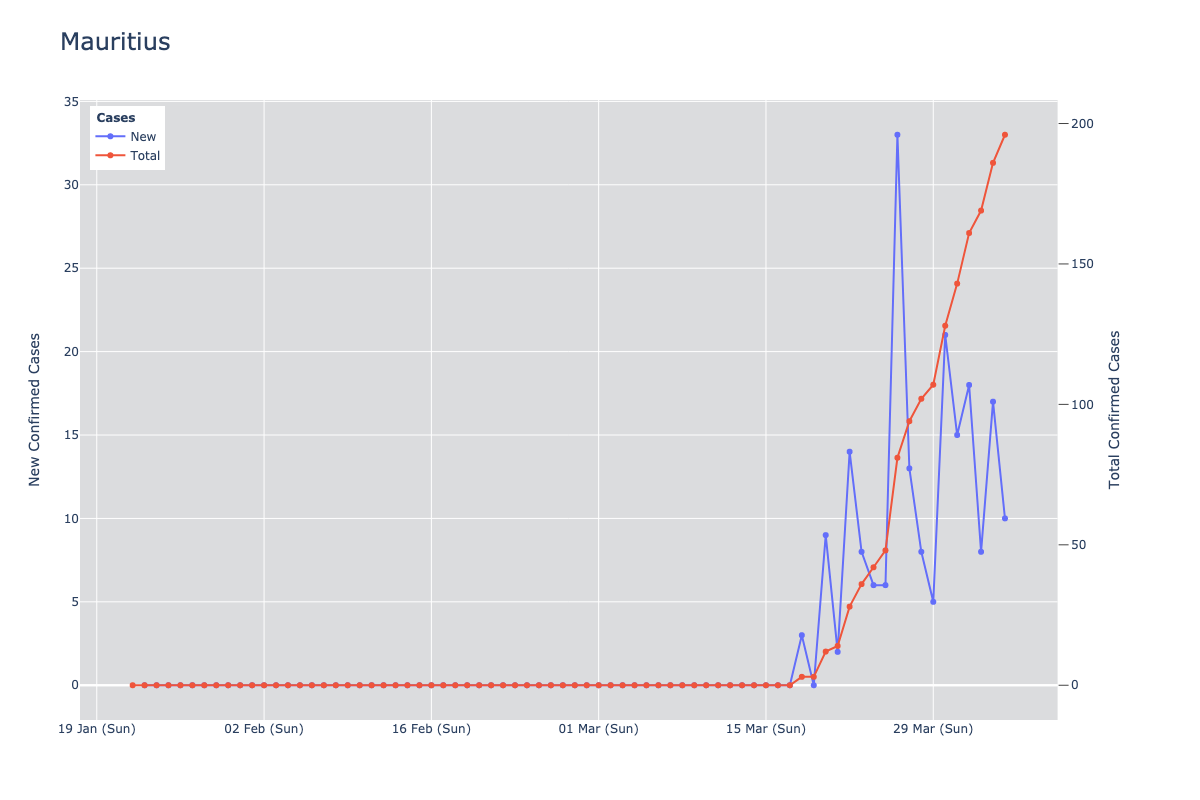 Mauritius
35
30
25
20
15
10
5
0
New Confirmed Cases
Cases
New
Total
200
150
100
50
0
Total Confirmed Cases
19 Jan (Sun) 02 Feb (Sun) 16 Feb (Sun) 01 Mar (Sun) 15 Mar (Sun) 29 Mar (Sun)